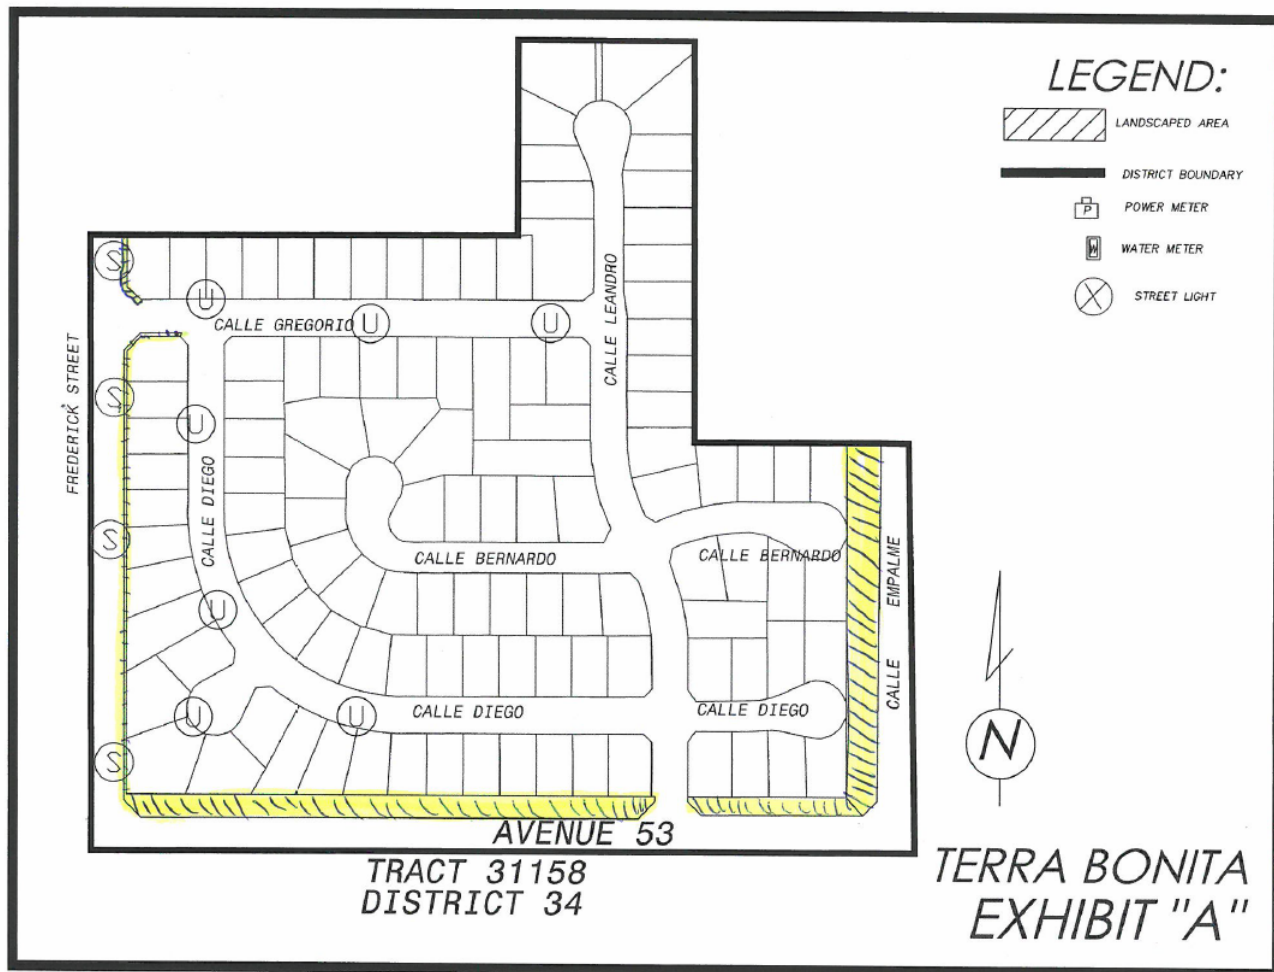 LEGEND:
LANDSCAPED AREA
DISTRICT BOUNDARY
P
POWER METER
W
WATER METER
X
STREET LIGHT
S
U
CALLE GREGORIO
U
U
CALLE LEANDRO
FREDERICK STREET
S
U
CALLE DIEGO
S
CALLE BERNARDO
CALLE BERNARDO
CALLE EMPALME
U
U
U
CALLE DIEGO
CALLE DIEGO
S
N
AVENUE 53
TRACT 31158
DISTRICT 34
TERRA BONITA
EXHIBIT "A"